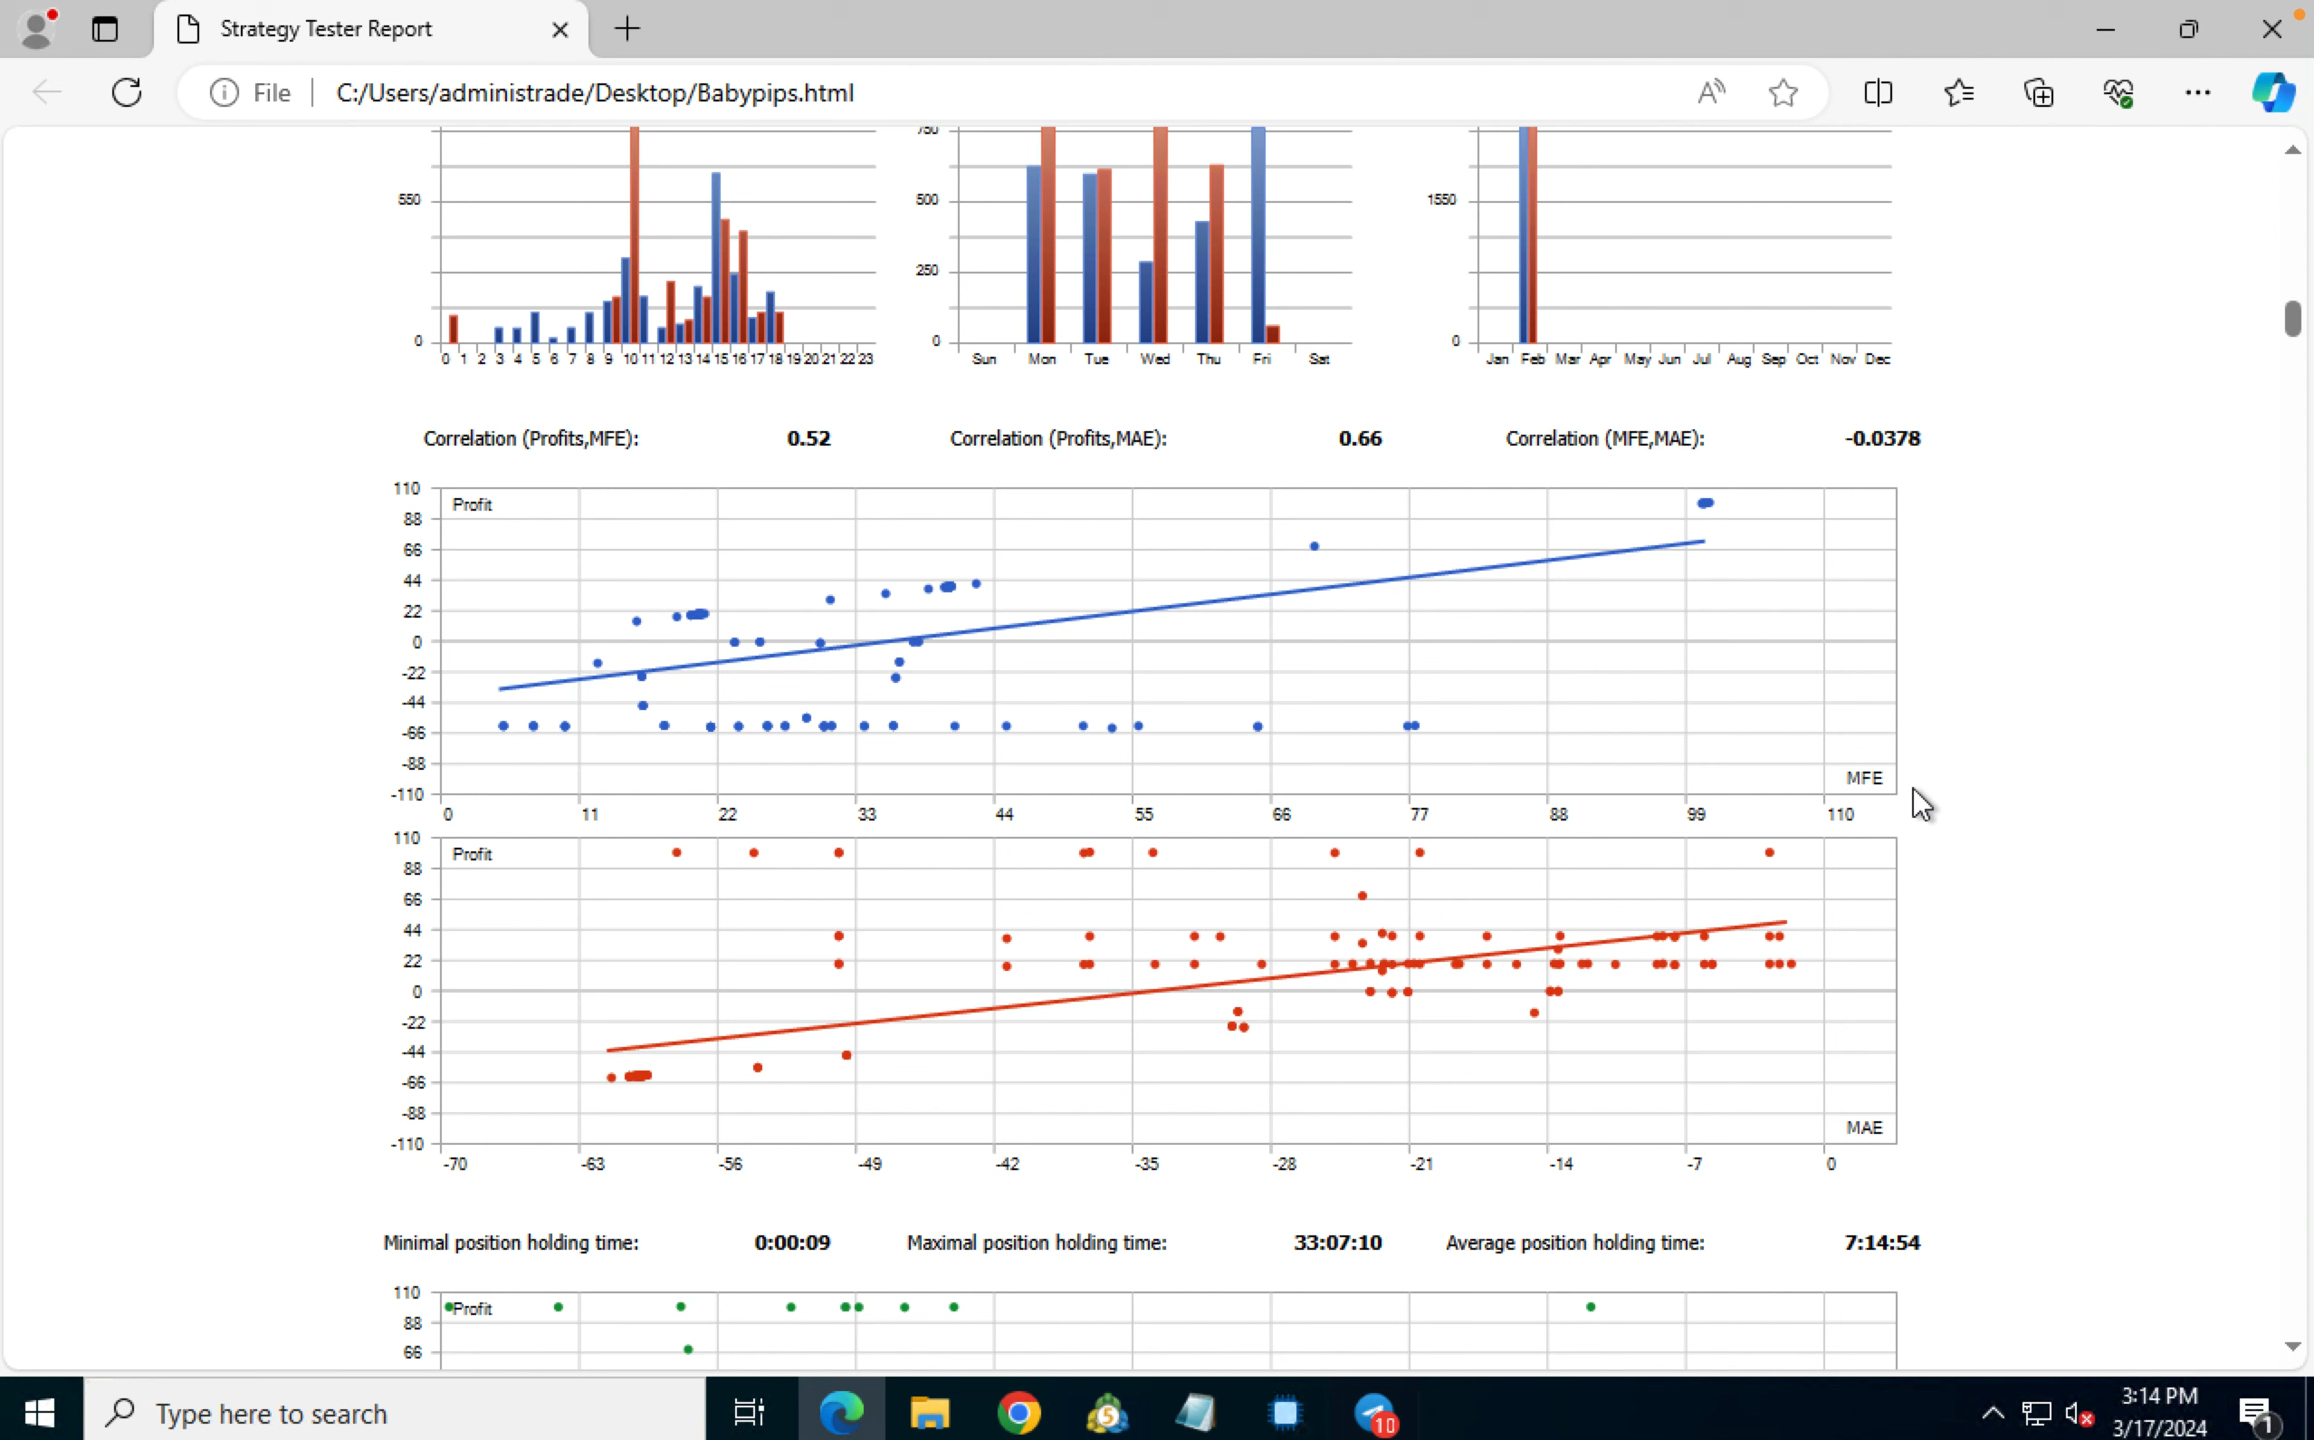 Strategy Tester Report
File C:/Users/administrade/Desktop/Babypips.html
750
550 500 1550
250
0 0 0
0 1 2 3 4 5 6 7 8 9 10 11 12 13 14 15 16 17 18 19 20 21 22 23
Sun Mon Tue Wed Thu Fri Sat
Jan Feb Mar Apr May Jun Jul Aug Sep Oct Nov Dec
Correlation (Profits,MFE): 0.52 Correlation (Profits,MAE): 0.66 Correlation (MFE,MAE): -0.0378
110
Profit
88
66
44
22
0
-22
-44
-66
-88
MFE
-110
0 11 22 33 44 55 66 77 88 99 110
110
Profit
88
66
44
22
0
-22
-44
-66
-88
MAE
-110
-70 -63 -56 -49 -42 -35 -28 -21 -14 -7 0
Minimal position holding time: 0:00:09 Maximal position holding time: 33:07:10 Average position holding time: 7:14:54
110
Profit
88
66
Type here to search
5
10
3:14 PM
3/17/2024
1